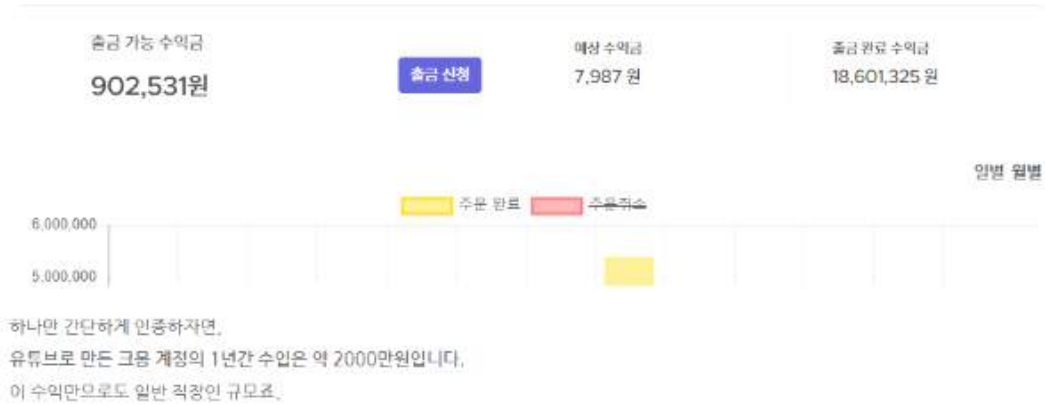 출금 가능 수익금
902,531원
출금 신청
예상 수익금
7,987 원
출금 완료 수익금
18,601,325 원
일별 월별
주문 완료 주문취소
6,000,000
5,000,000
하나만 간단하게 인증하자면,
유튜브로 만든 크몽 계정의 1년간 수입은 약 2000만원입니다.
이 수익만으로도 일반 직장인 규모죠.